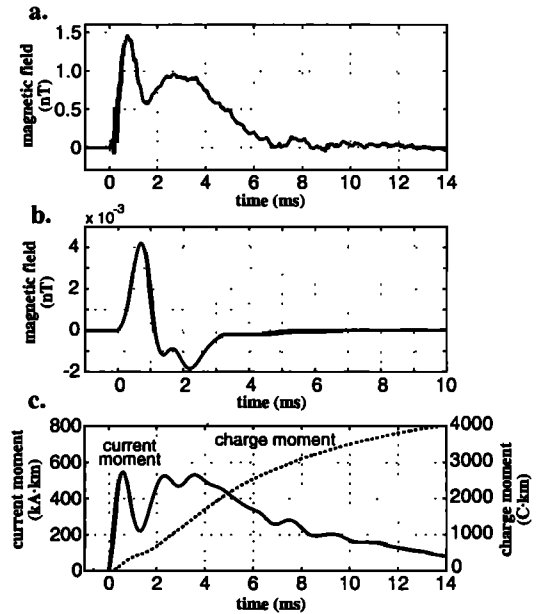 a.
magnetic field
(nT)
1.5
1.0
0.5
0
0 2 4 6 8 10 12 14
time (ms)
b.
x 10⁻³
magnetic field
(nT)
4
2
0
-2
0 2 4 6 8 10
time (ms)
c.
current moment
(kA·km)
800
600
400
200
0
current
moment
charge moment
4000
3000
2000
1000
0
charge moment
(C·km)
0 2 4 6 8 10 12 14
time (ms)